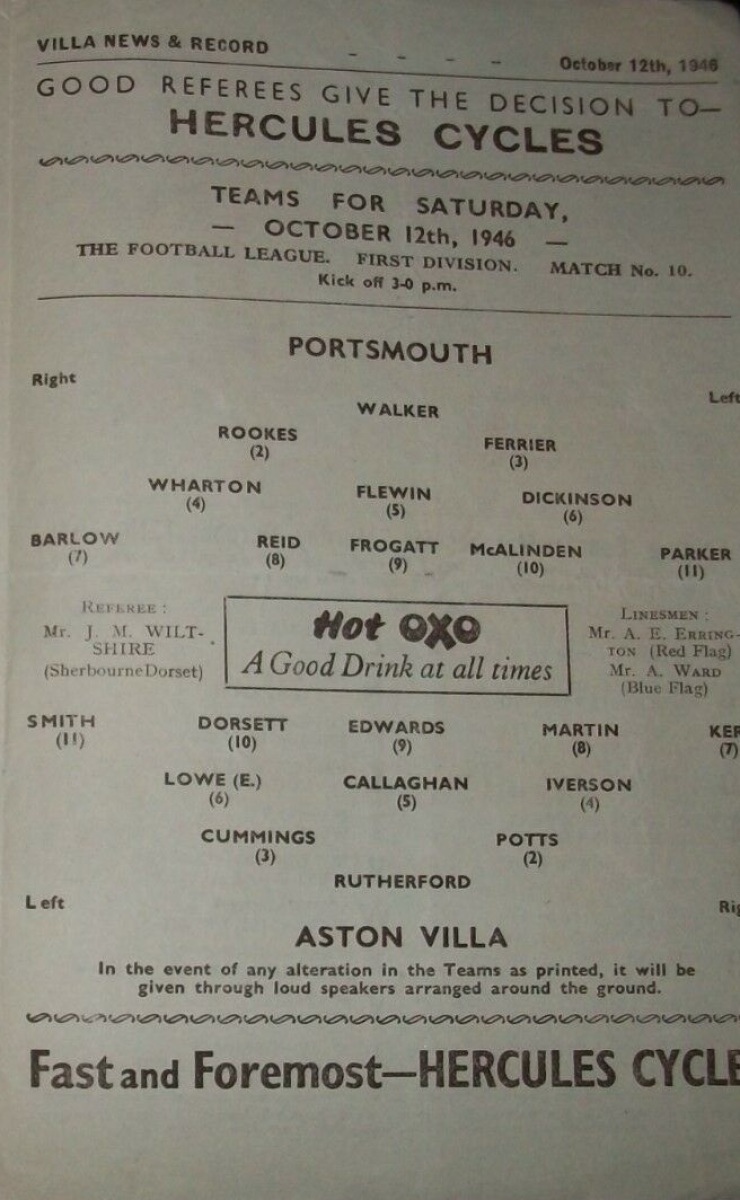 VILLA NEWS & RECORD - - - - October 12th, 1946
GOOD REFEREES GIVE THE DECISION TO—
HERCULES CYCLES
TEAMS FOR SATURDAY,
— OCTOBER 12th, 1946 —
THE FOOTBALL LEAGUE. FIRST DIVISION. MATCH No. 10.
Kick off 3-0 p.m.
PORTSMOUTH
Right Left
WALKER
ROOKES FERRIER
(2) (3)
WHARTON FLEWIN DICKINSON
(4) (5) (6)
BARLOW REID FROGATT McALINDEN PARKER
(7) (8) (9) (10) (11)
REFEREE :
Mr. J. M. WILT-
SHIRE
(Sherbourne Dorset)
Hot OXO
A Good Drink at all times
LINESMEN :
Mr. A. E. ERRING-
TON (Red Flag)
Mr. A. WARD
(Blue Flag)
SMITH DORSETT EDWARDS MARTIN KER
(11) (10) (9) (8) (7)
LOWE (E.) CALLAGHAN IVERSON
(6) (5) (4)
CUMMINGS POTTS
(3) (2)
RUTHERFORD
Left Rig
ASTON VILLA
In the event of any alteration in the Teams as printed, it will be
given through loud speakers arranged around the ground.
Fast and Foremost—HERCULES CYCLE